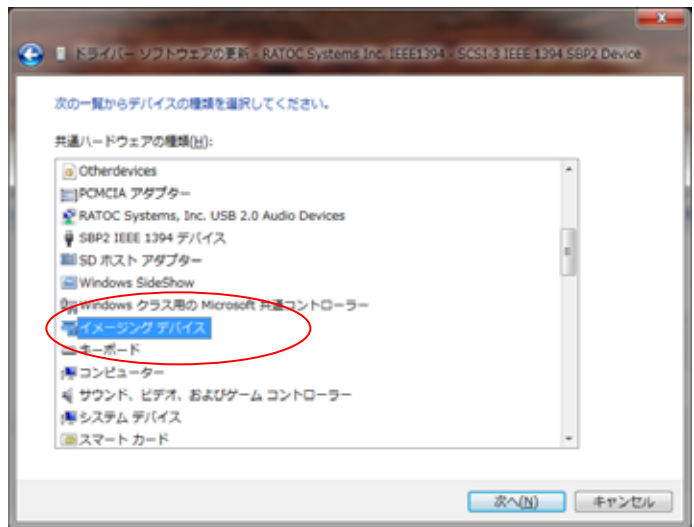 ドライバー ソフトウェアの更新 - RATOC Systems Inc. IEEE1394 - SCSI-3 IEEE 1394 SBP2 Device
次の一覧からデバイスの種類を選択してください。
共通ハードウェアの種類(H):
Otherdevices
PCMCIA アダプター
RATOC Systems, Inc. USB 2.0 Audio Devices
SBP2 IEEE 1394 デバイス
SD ホスト アダプター
Windows SideShow
Windows クラス用の Microsoft 共通コントローラー
イメージング デバイス
キーボード
コンピューター
サウンド、ビデオ、およびゲーム コントローラー
システム デバイス
スマート カード
次へ(N)
キャンセル